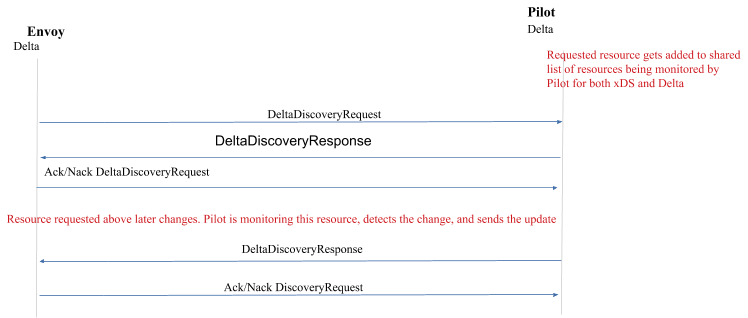 Pilot
Envoy
Delta
Delta
Requested resource gets added to shared
list of resources being monitored by
Pilot for both xDS and Delta
DeltaDiscoveryRequest
DeltaDiscoveryResponse
Ack/Nack DeltaDiscoveryRequest
Resource requested above later changes. Pilot is monitoring this resource, detects the change, and sends the update
DeltaDiscoveryResponse
Ack/Nack DiscoveryRequest